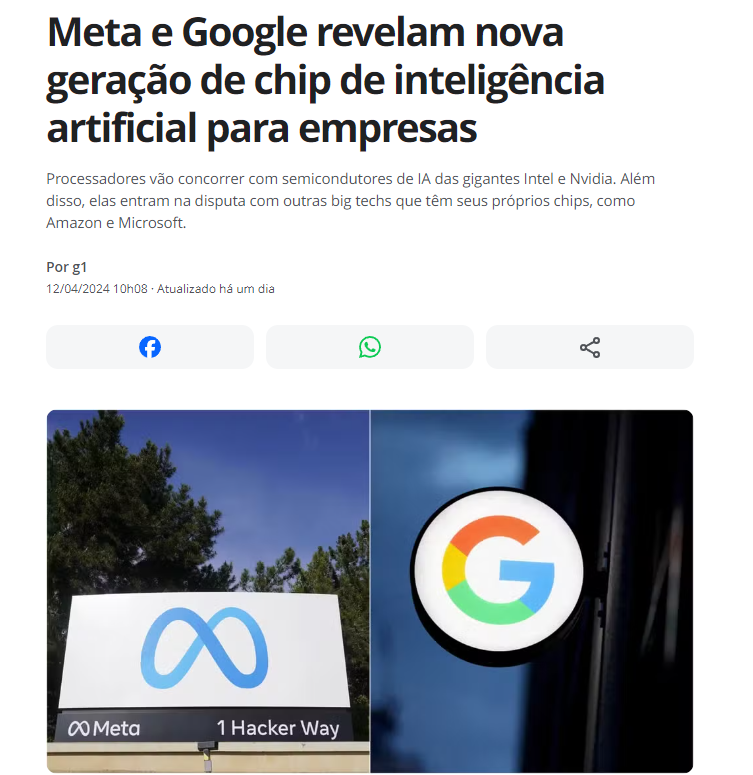 Meta e Google revelam nova
geração de chip de inteligência
artificial para empresas
Processadores vão concorrer com semicondutores de IA das gigantes Intel e Nvidia. Além
disso, elas entram na disputa com outras big techs que têm seus próprios chips, como
Amazon e Microsoft.
Por g1
12/04/2024 10h08 · Atualizado há um dia
Meta
1 Hacker Way
G